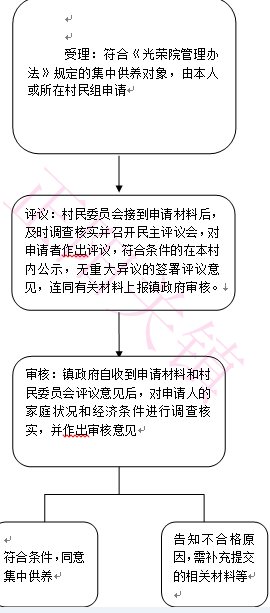 受理：符合《光荣院管理办
法》规定的集中供养对象，由本人
或所在村民组申请
评议：村民委员会接到申请材料后，
及时调查核实并召开民主评议会，对
申请者作出评议，符合条件的在本村
内公示，无重大异议的签署评议意
见，连同有关材料上报镇政府审核。
审核：镇政府自收到申请材料和村
民委员会评议意见后，对申请人的
家庭状况和经济条件进行调查核
实，并作出审核意见
符合条件，同意
集中供养
告知不合格原
因，需补充提交
的相关材料等